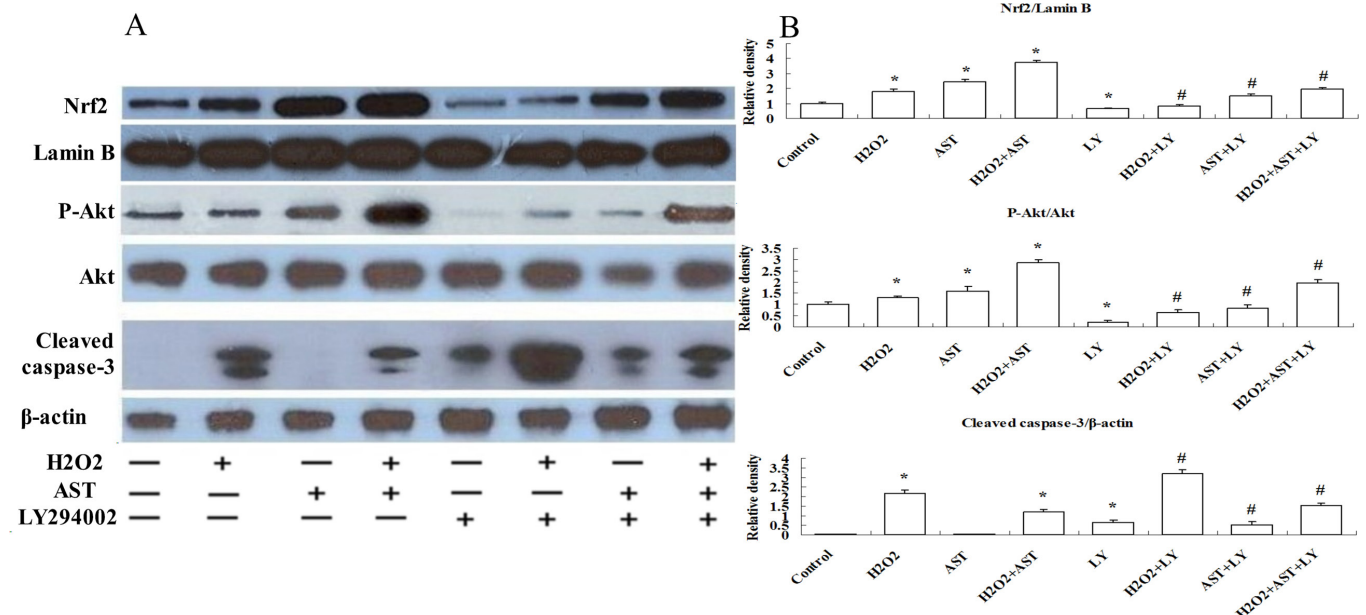 A
Nrf2
Lamin B
P-Akt
Akt
Cleaved
caspase-3
β-actin
H2O2 — + — + — + — +
AST — — + + — — + +
LY294002 — — — — + + + +
B
Nrf2/Lamin B
Relative density
5
4
3
2
1
0
* * * * # # #
Control H2O2 AST H2O2+AST LY H2O2+LY AST+LY H2O2+AST+LY
P-Akt/Akt
Relative density
3.5
3
2.5
2
1.5
1
0.5
0
* * * * # # #
Control H2O2 AST H2O2+AST LY H2O2+LY AST+LY H2O2+AST+LY
Cleaved caspase-3/β-actin
Relative density
4
3.5
3
2.5
2
1.5
1
0.5
0
* * * # # #
Control H2O2 AST H2O2+AST LY H2O2+LY AST+LY H2O2+AST+LY